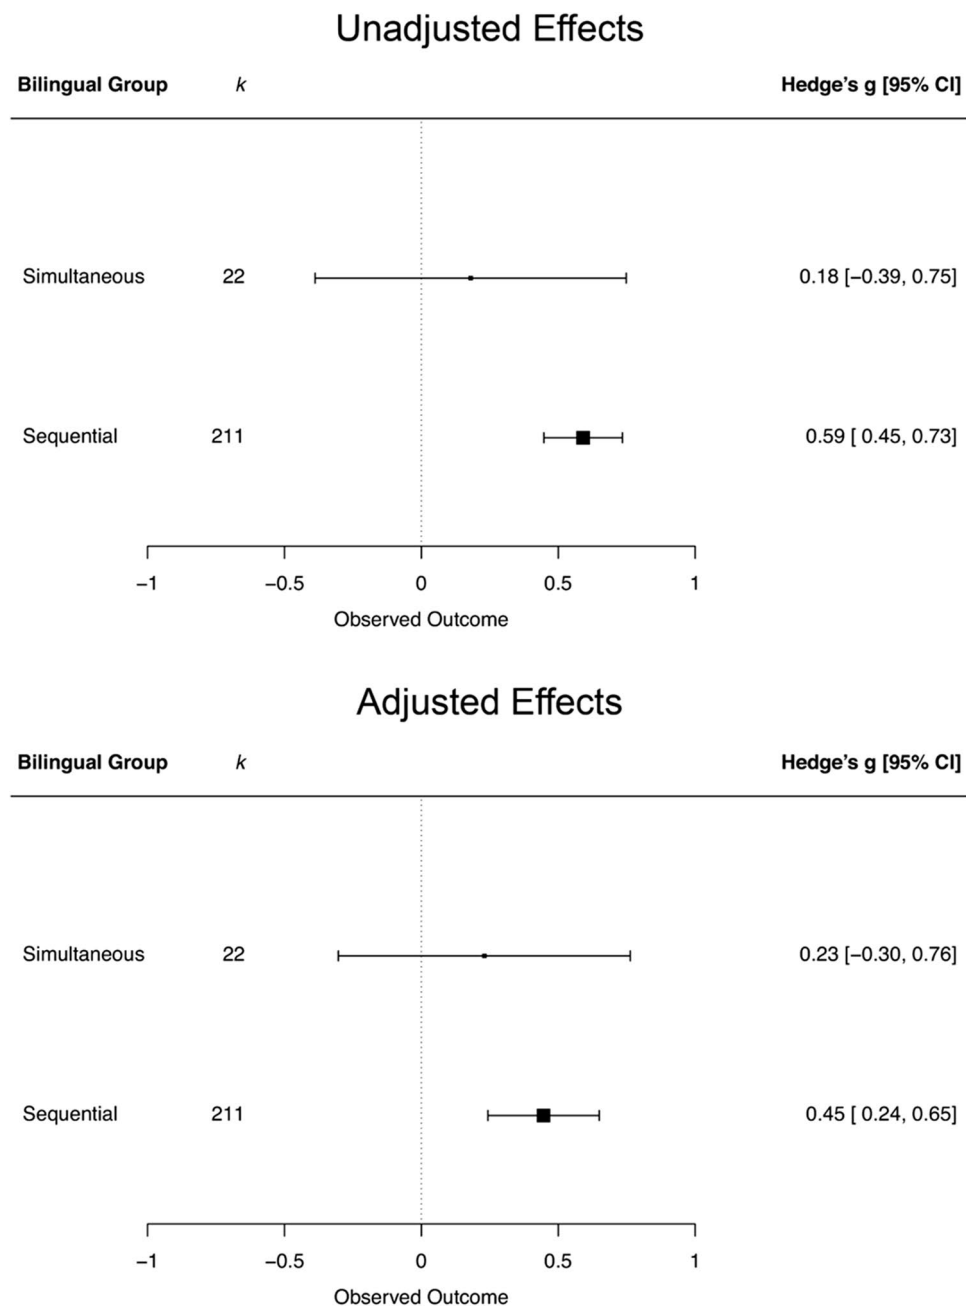 Unadjusted Effects
Bilingual Group k Hedge's g [95% CI]
Simultaneous 22 0.18 [−0.39, 0.75]
Sequential 211 0.59 [ 0.45, 0.73]
−1 −0.5 0 0.5 1
Observed Outcome
Adjusted Effects
Bilingual Group k Hedge's g [95% CI]
Simultaneous 22 0.23 [−0.30, 0.76]
Sequential 211 0.45 [ 0.24, 0.65]
−1 −0.5 0 0.5 1
Observed Outcome